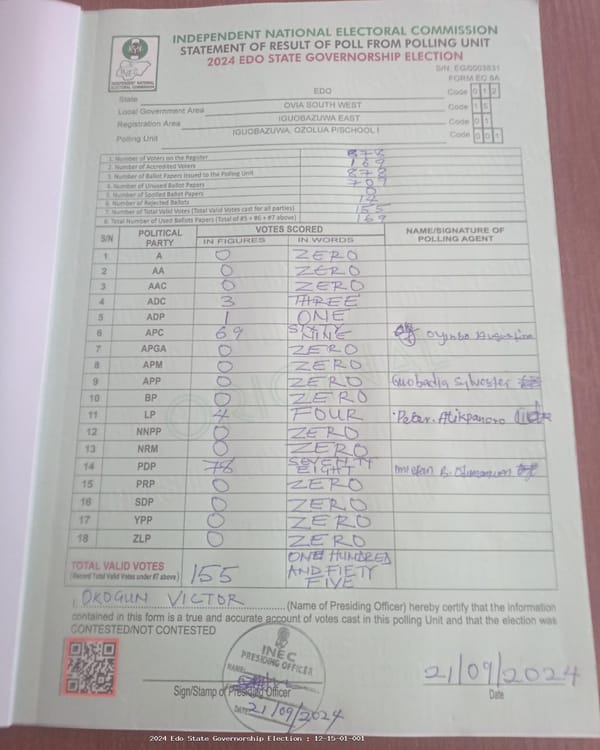 INDEPENDENT NATIONAL ELECTORAL COMMISSION
STATEMENT OF RESULT OF POLL FROM POLLING UNIT
2024 EDO STATE GOVERNORSHIP ELECTION
INEC
INDEPENDENT NATIONAL ELECTORAL COMMISSION
S/N: EG/0003831
FORM EC 8A
State EDO Code 0 1 2
Local Government Area OVIA SOUTH WEST Code 1 5
Registration Area IGUOBAZUWA EAST Code 0 1
Polling Unit IGUOBAZUWA, OZOLUA P/SCHOOL I Code 0 0 1
1. Number of Voters on the Register 878
2. Number of Accredited Voters 169
3. Number of Ballot Papers Issued to the Polling Unit 878
4. Number of Unused Ballot Papers 709
5. Number of Spoiled Ballot Papers 0
6. Number of Rejected Ballots 14
7. Number of Total Valid Votes (Total Valid Votes cast for all parties) 155
8. Total Number of Used Ballots Papers (Total of #5 + #6 + #7 above) 169
S/N POLITICAL PARTY VOTES SCORED NAME/SIGNATURE OF POLLING AGENT
IN FIGURES IN WORDS
1 A 0 ZERO
2 AA 0 ZERO
3 AAC 0 ZERO
4 ADC 3 THREE
5 ADP 1 ONE
6 APC 69 SIXTY NINE Augustine
7 APGA 0 ZERO
8 APM 0 ZERO
9 APP 0 ZERO Guobadia Sylvester
10 BP 0 ZERO
11 LP 4 FOUR Peter
12 NNPP 0 ZERO
13 NRM 0 ZERO
14 PDP 78 SEVENTY EIGHT
15 PRP 0 ZERO
16 SDP 0 ZERO
17 YPP 0 ZERO
18 ZLP 0 ZERO
TOTAL VALID VOTES
(Record Total Valid Votes under #7 above) 155 ONE HUNDRED AND FIFTY FIVE
I, OKOGUN VICTOR (Name of Presiding Officer) hereby certify that the information
contained in this form is a true and accurate account of votes cast in this polling Unit and that the election was
CONTESTED/NOT CONTESTED
INEC
PRESIDING OFFICER
NAME:
DATE: 21/09/2024
Sign/Stamp of Presiding Officer
21/09/2024
Date
2024 Edo State Governorship Election : 12-15-01-001